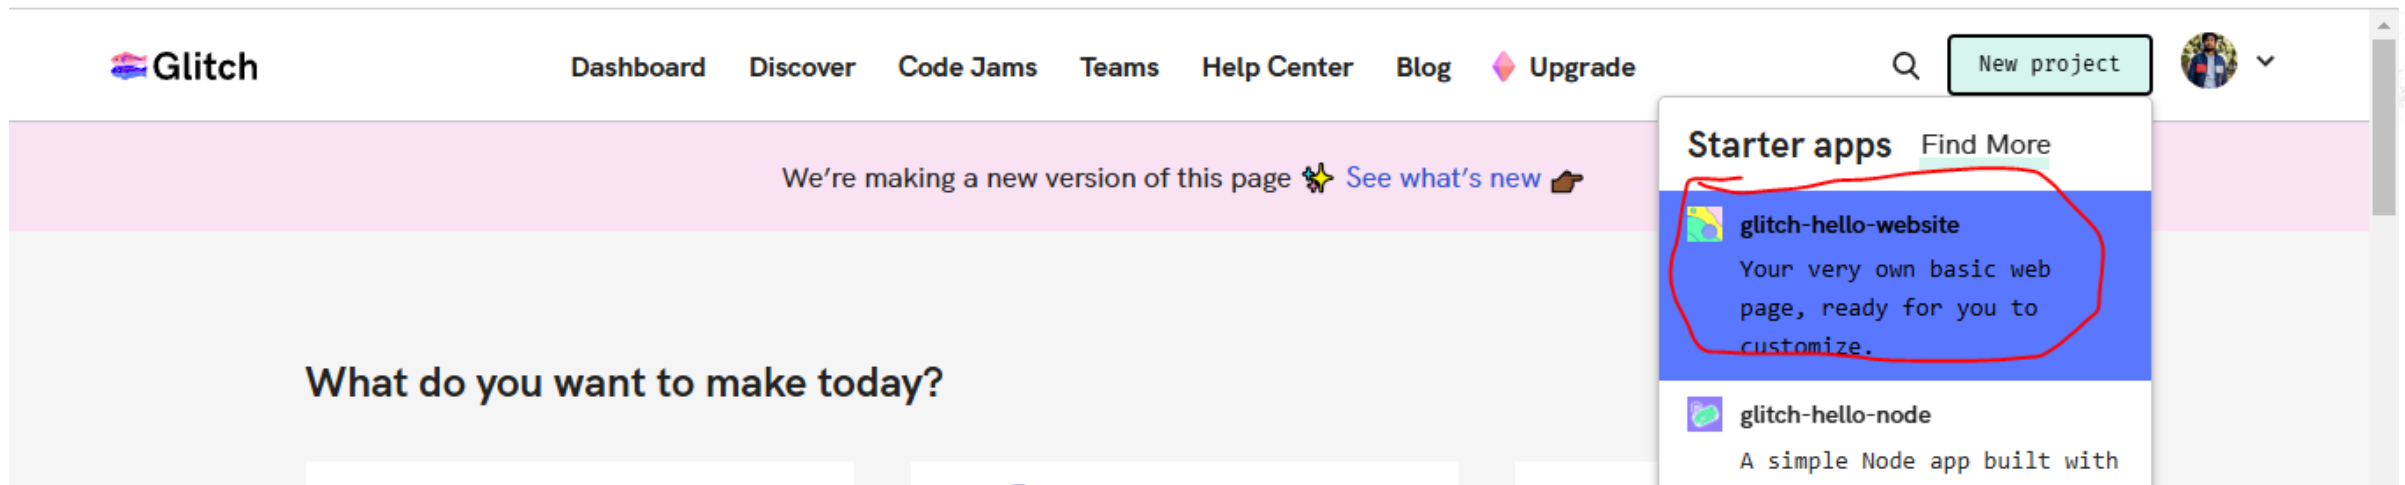 Glitch Dashboard Discover Code Jams Teams Help Center Blog Upgrade New project
Starter apps Find More
We’re making a new version of this page See what’s new
glitch-hello-website
Your very own basic web
page, ready for you to
customize.
What do you want to make today?
glitch-hello-node
A simple Node app built with